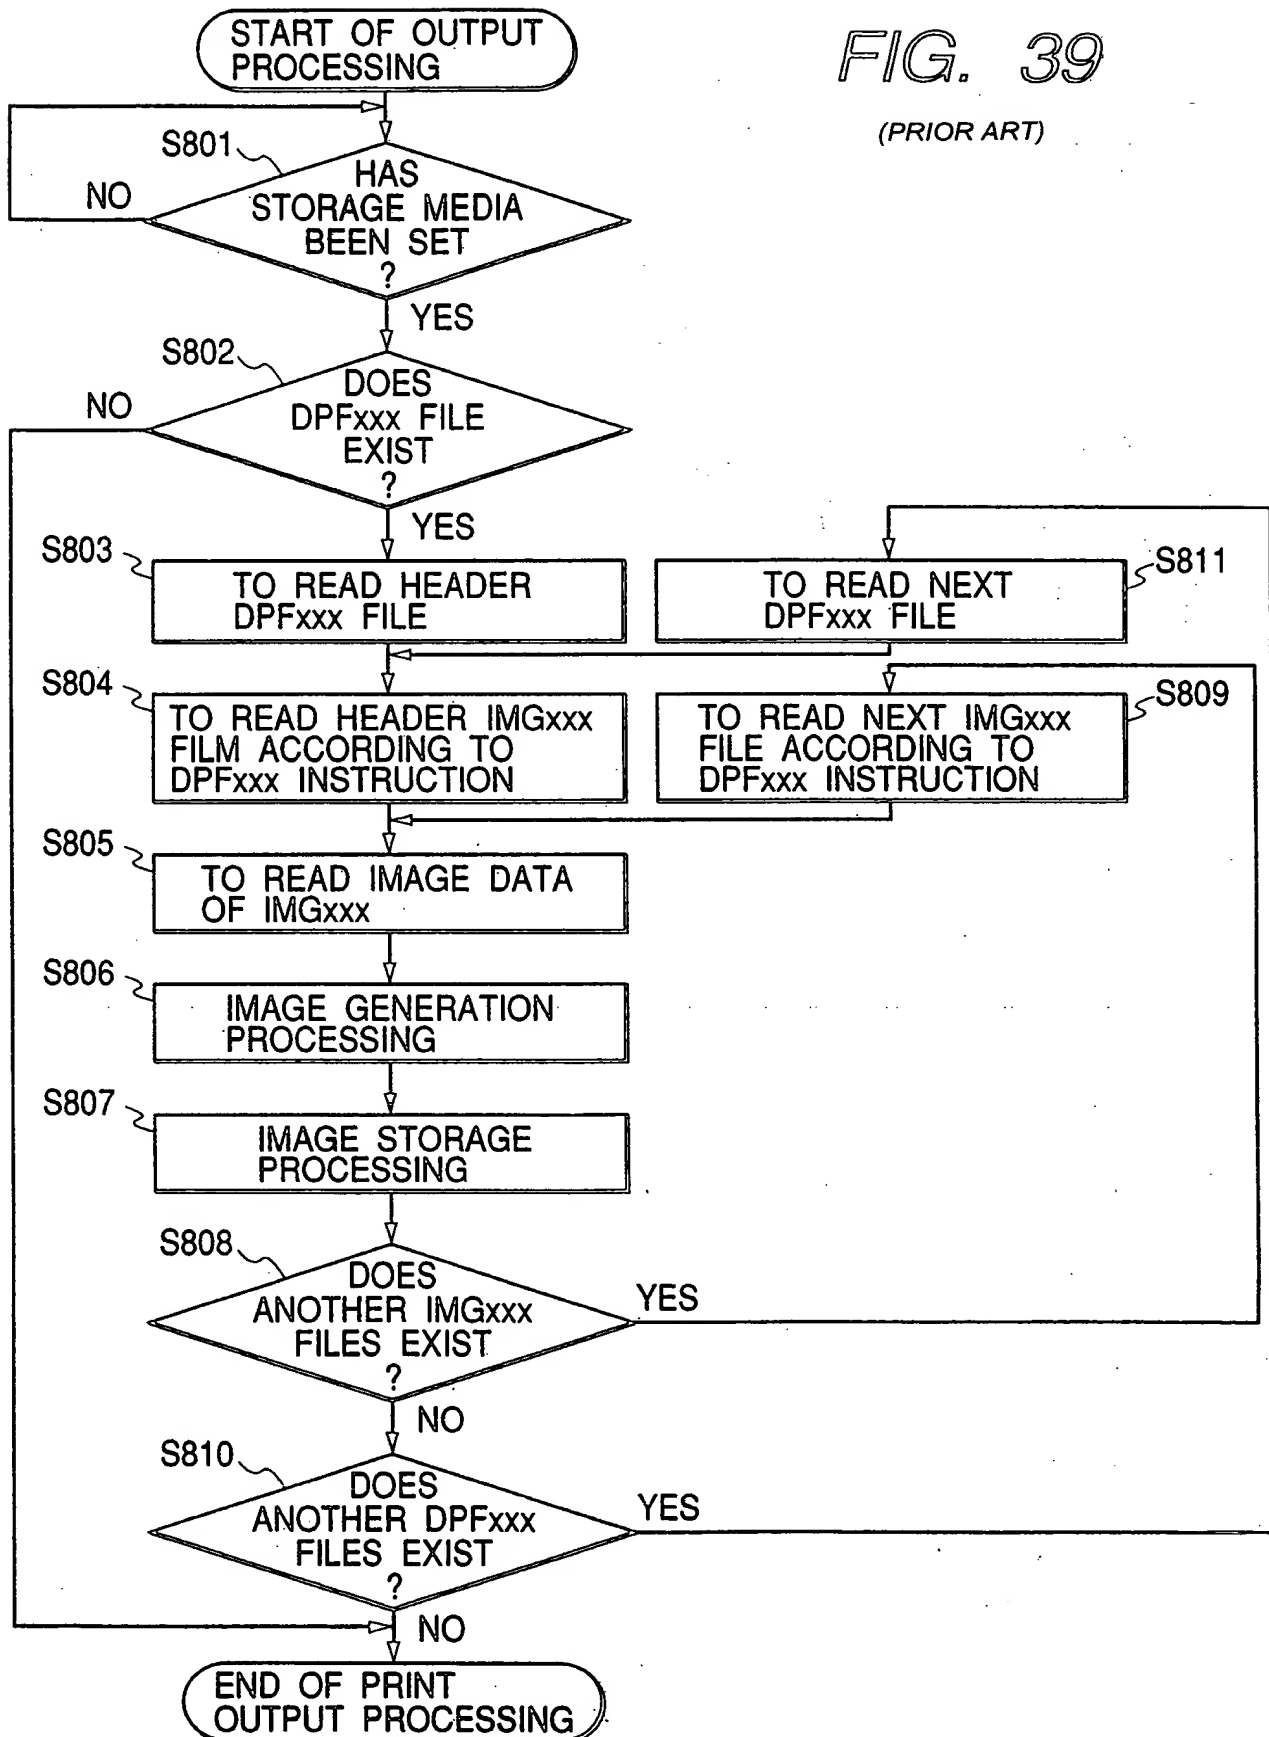 START OF OUTPUT
PROCESSING
FIG. 39
(PRIOR ART)
S801
HAS
STORAGE MEDIA
BEEN SET
?
NO
YES
S802
DOES
DPFxxx FILE
EXIST
?
NO
YES
S803
TO READ HEADER
DPFxxx FILE
TO READ NEXT
DPFxxx FILE
S811
S804
TO READ HEADER IMGxxx
FILM ACCORDING TO
DPFxxx INSTRUCTION
TO READ NEXT IMGxxx
FILE ACCORDING TO
DPFxxx INSTRUCTION
S809
S805
TO READ IMAGE DATA
OF IMGxxx
S806
IMAGE GENERATION
PROCESSING
S807
IMAGE STORAGE
PROCESSING
S808
DOES
ANOTHER IMGxxx
FILES EXIST
?
YES
NO
S810
DOES
ANOTHER DPFxxx
FILES EXIST
?
YES
NO
END OF PRINT
OUTPUT PROCESSING